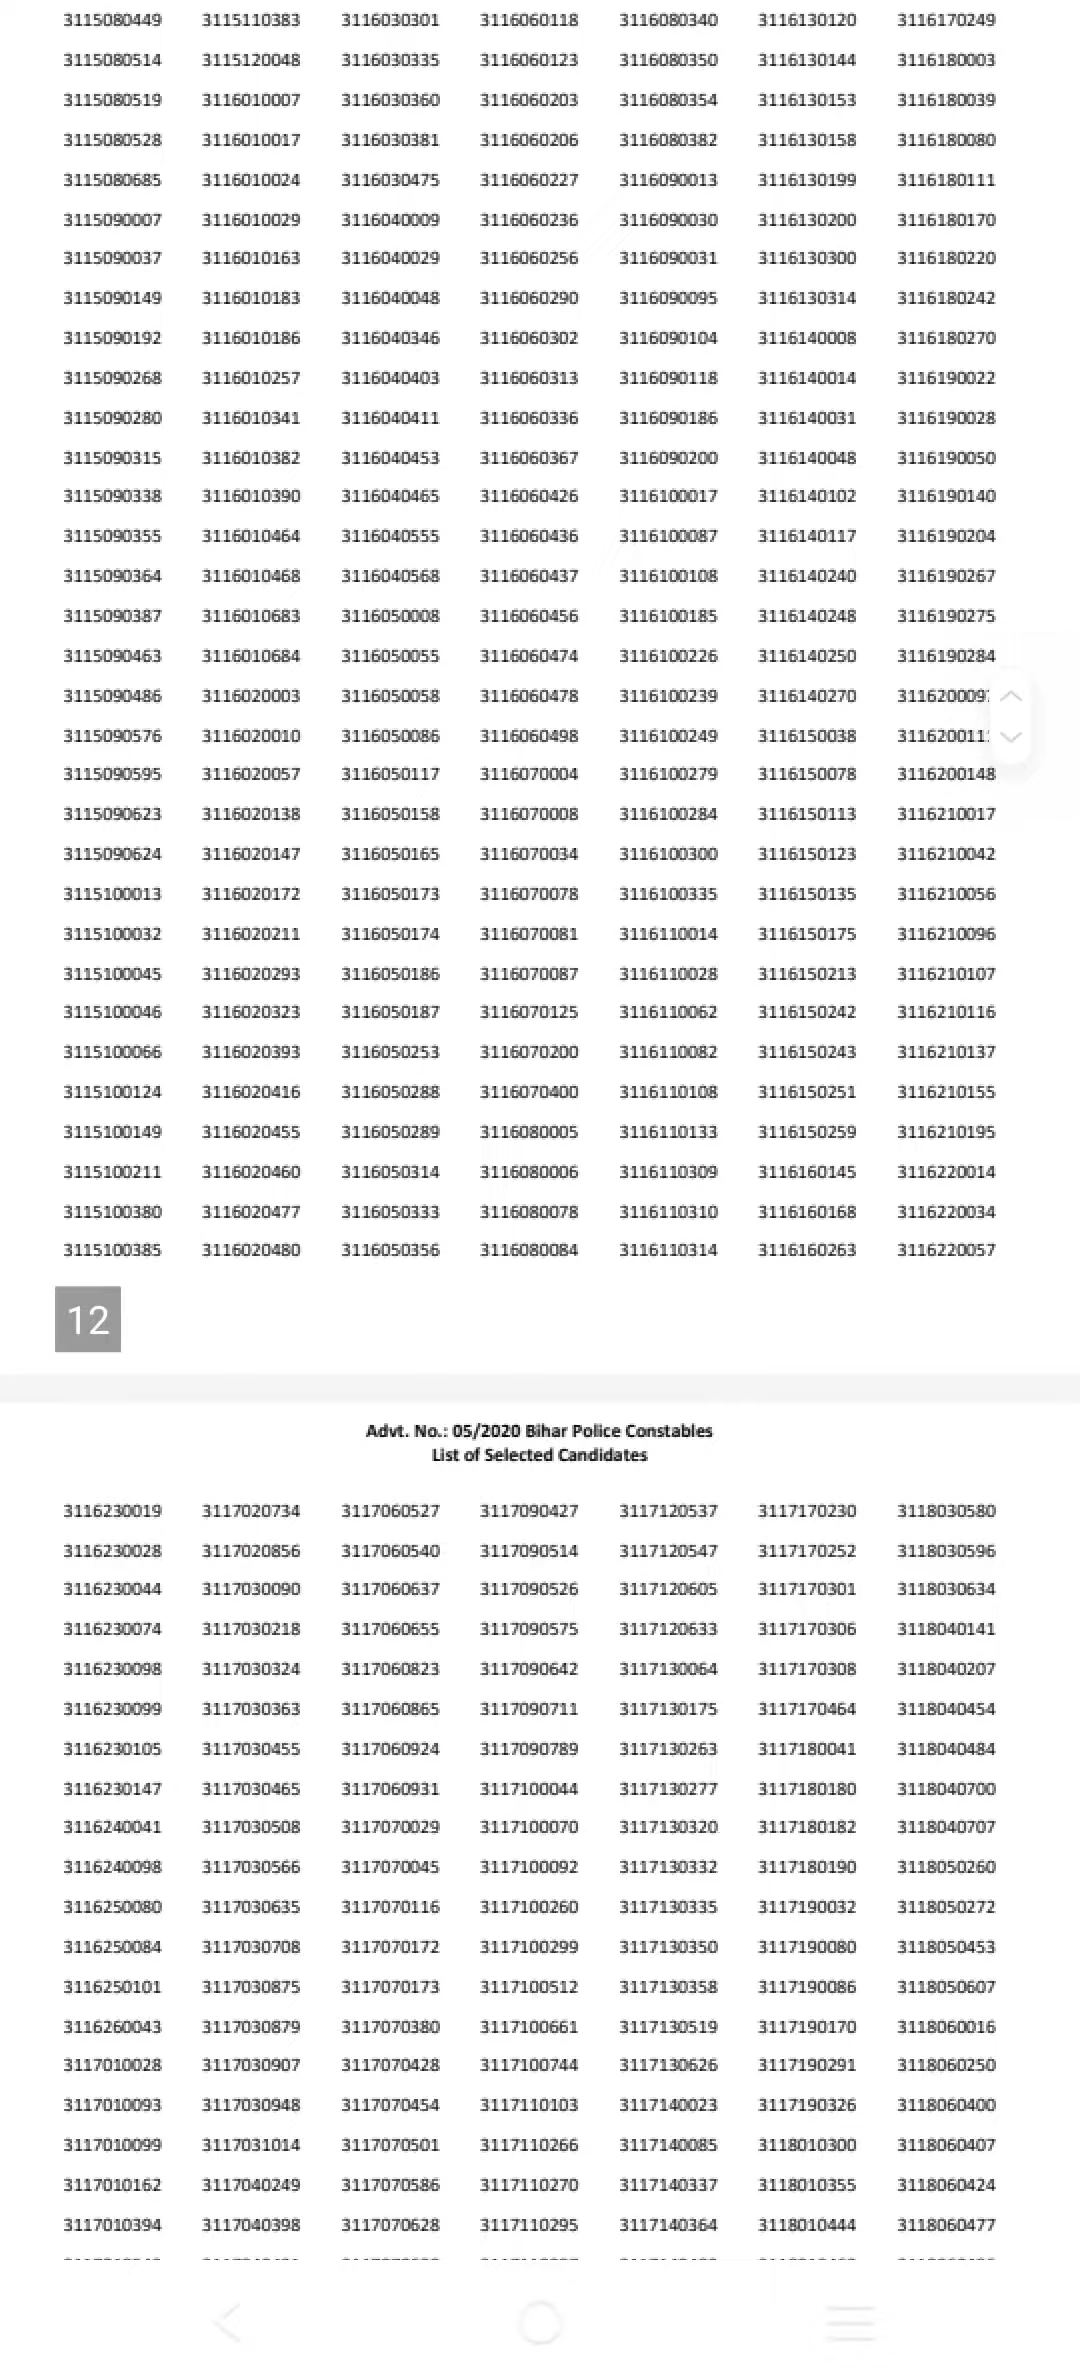 3115080449 3115110383 3116030301 3116060118 3116080340 3116130120 3116170249
3115080514 3115120048 3116030335 3116060123 3116080350 3116130144 3116180003
3115080519 3116010007 3116030360 3116060203 3116080354 3116130153 3116180039
3115080528 3116010017 3116030381 3116060206 3116080382 3116130158 3116180080
3115080685 3116010024 3116030475 3116060227 3116090013 3116130199 3116180111
3115090007 3116010029 3116040009 3116060236 3116090030 3116130200 3116180170
3115090037 3116010163 3116040029 3116060256 3116090031 3116130300 3116180220
3115090149 3116010183 3116040048 3116060290 3116090095 3116130314 3116180242
3115090192 3116010186 3116040346 3116060302 3116090104 3116140008 3116180270
3115090268 3116010257 3116040403 3116060313 3116090118 3116140014 3116190022
3115090280 3116010341 3116040411 3116060336 3116090186 3116140031 3116190028
3115090315 3116010382 3116040453 3116060367 3116090200 3116140048 3116190050
3115090338 3116010390 3116040465 3116060426 3116100017 3116140102 3116190140
3115090355 3116010464 3116040555 3116060436 3116100087 3116140117 3116190204
3115090364 3116010468 3116040568 3116060437 3116100108 3116140240 3116190267
3115090387 3116010683 3116050008 3116060456 3116100185 3116140248 3116190275
3115090463 3116010684 3116050055 3116060474 3116100226 3116140250 3116190284
3115090486 3116020003 3116050058 3116060478 3116100239 3116140270
3115090576 3116020010 3116050086 3116060498 3116100249 3116150038
3115090595 3116020057 3116050117 3116070004 3116100279 3116150078 3116200148
3115090623 3116020138 3116050158 3116070008 3116100284 3116150113 3116210017
3115090624 3116020147 3116050165 3116070034 3116100300 3116150123 3116210042
3115100013 3116020172 3116050173 3116070078 3116100335 3116150135 3116210056
3115100032 3116020211 3116050174 3116070081 3116110014 3116150175 3116210096
3115100045 3116020293 3116050186 3116070087 3116110028 3116150213 3116210107
3115100046 3116020323 3116050187 3116070125 3116110062 3116150242 3116210116
3115100066 3116020393 3116050253 3116070200 3116110082 3116150243 3116210137
3115100124 3116020416 3116050288 3116070400 3116110108 3116150251 3116210155
3115100149 3116020455 3116050289 3116080005 3116110133 3116150259 3116210195
3115100211 3116020460 3116050314 3116080006 3116110309 3116160145 3116220014
3115100380 3116020477 3116050333 3116080078 3116110310 3116160168 3116220034
3115100385 3116020480 3116050356 3116080084 3116110314 3116160263 3116220057
12
Advt. No.: 05/2020 Bihar Police Constables
List of Selected Candidates
3116230019 3117020734 3117060527 3117090427 3117120537 3117170230 3118030580
3116230028 3117020856 3117060540 3117090514 3117120547 3117170252 3118030596
3116230044 3117030090 3117060637 3117090526 3117120605 3117170301 3118030634
3116230074 3117030218 3117060655 3117090575 3117120633 3117170306 3118040141
3116230098 3117030324 3117060823 3117090642 3117130064 3117170308 3118040207
3116230099 3117030363 3117060865 3117090711 3117130175 3117170464 3118040454
3116230105 3117030455 3117060924 3117090789 3117130263 3117180041 3118040484
3116230147 3117030465 3117060931 3117100044 3117130277 3117180180 3118040700
3116240041 3117030508 3117070029 3117100070 3117130320 3117180182 3118040707
3116240098 3117030566 3117070045 3117100092 3117130332 3117180190 3118050260
3116250080 3117030635 3117070116 3117100260 3117130335 3117190032 3118050272
3116250084 3117030708 3117070172 3117100299 3117130350 3117190080 3118050453
3116250101 3117030875 3117070173 3117100512 3117130358 3117190086 3118050607
3116260043 3117030879 3117070380 3117100661 3117130519 3117190170 3118060016
3117010028 3117030907 3117070428 3117100744 3117130626 3117190291 3118060250
3117010093 3117030948 3117070454 3117110103 3117140023 3117190326 3118060400
3117010099 3117031014 3117070501 3117110266 3117140085 3118010300 3118060407
3117010162 3117040249 3117070586 3117110270 3117140337 3118010355 3118060424
3117010394 3117040398 3117070628 3117110295 3117140364 3118010444 3118060477